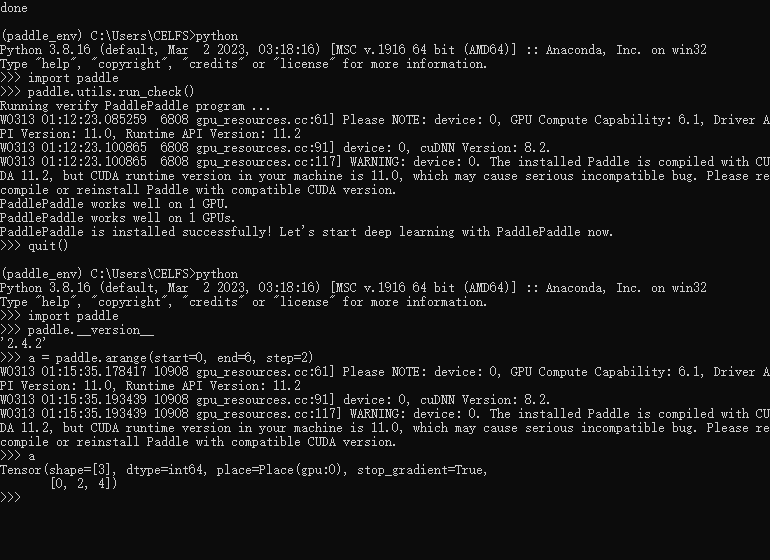 done
(paddle_env) C:\Users\CELFS>python
Python 3.8.16 (default, Mar  2 2023, 03:18:16) [MSC v.1916 64 bit (AMD64)] :: Anaconda, Inc. on win32
Type "help", "copyright", "credits" or "license" for more information.
>>> import paddle
>>> paddle.utils.run_check()
Running verify PaddlePaddle program ...
W0313 01:12:23.085259  6808 gpu_resources.cc:61] Please NOTE: device: 0, GPU Compute Capability: 6.1, Driver A
PI Version: 11.0, Runtime API Version: 11.2
W0313 01:12:23.100865  6808 gpu_resources.cc:91] device: 0, cuDNN Version: 8.2.
W0313 01:12:23.100865  6808 gpu_resources.cc:117] WARNING: device: 0. The installed Paddle is compiled with CU
DA 11.2, but CUDA runtime version in your machine is 11.0, which may cause serious incompatible bug. Please re
compile or reinstall Paddle with compatible CUDA version.
PaddlePaddle works well on 1 GPU.
PaddlePaddle works well on 1 GPUs.
PaddlePaddle is installed successfully! Let's start deep learning with PaddlePaddle now.
>>> quit()
(paddle_env) C:\Users\CELFS>python
Python 3.8.16 (default, Mar  2 2023, 03:18:16) [MSC v.1916 64 bit (AMD64)] :: Anaconda, Inc. on win32
Type "help", "copyright", "credits" or "license" for more information.
>>> import paddle
>>> paddle.__version__
'2.4.2'
>>> a = paddle.arange(start=0, end=6, step=2)
W0313 01:15:35.178417 10908 gpu_resources.cc:61] Please NOTE: device: 0, GPU Compute Capability: 6.1, Driver A
PI Version: 11.0, Runtime API Version: 11.2
W0313 01:15:35.193439 10908 gpu_resources.cc:91] device: 0, cuDNN Version: 8.2.
W0313 01:15:35.193439 10908 gpu_resources.cc:117] WARNING: device: 0. The installed Paddle is compiled with CU
DA 11.2, but CUDA runtime version in your machine is 11.0, which may cause serious incompatible bug. Please re
compile or reinstall Paddle with compatible CUDA version.
>>> a
Tensor(shape=[3], dtype=int64, place=Place(gpu:0), stop_gradient=True,
       [0, 2, 4])
>>>